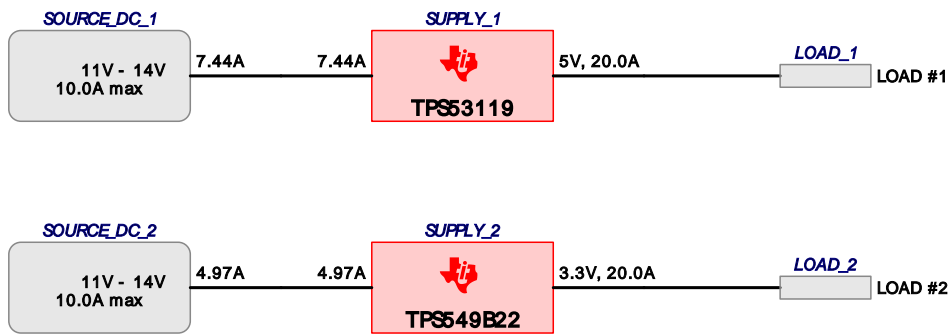 SOURCE_DC_1
11V - 14V
10.0A max
7.44A
7.44A
SUPPLY_1
TPS53119
5V, 20.0A
LOAD_1
LOAD #1
SOURCE_DC_2
11V - 14V
10.0A max
4.97A
4.97A
SUPPLY_2
TPS549B22
3.3V, 20.0A
LOAD_2
LOAD #2